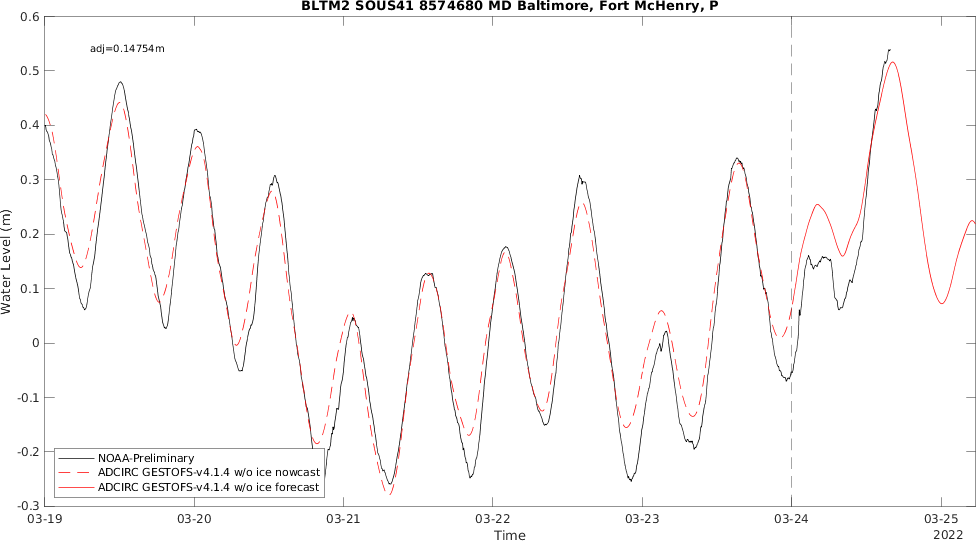 BLTM2 SOUS41 8574680 MD Baltimore, Fort McHenry, P
adj=0.14754m
0.6
0.5
0.4
0.3
0.2
0.1
0
-0.1
-0.2
-0.3
Water Level (m)
NOAA-Preliminary
ADCIRC GESTOFS-v4.1.4 w/o ice nowcast
ADCIRC GESTOFS-v4.1.4 w/o ice forecast
03-19 03-20 03-21 03-22 03-23 03-24 03-25
Time
2022